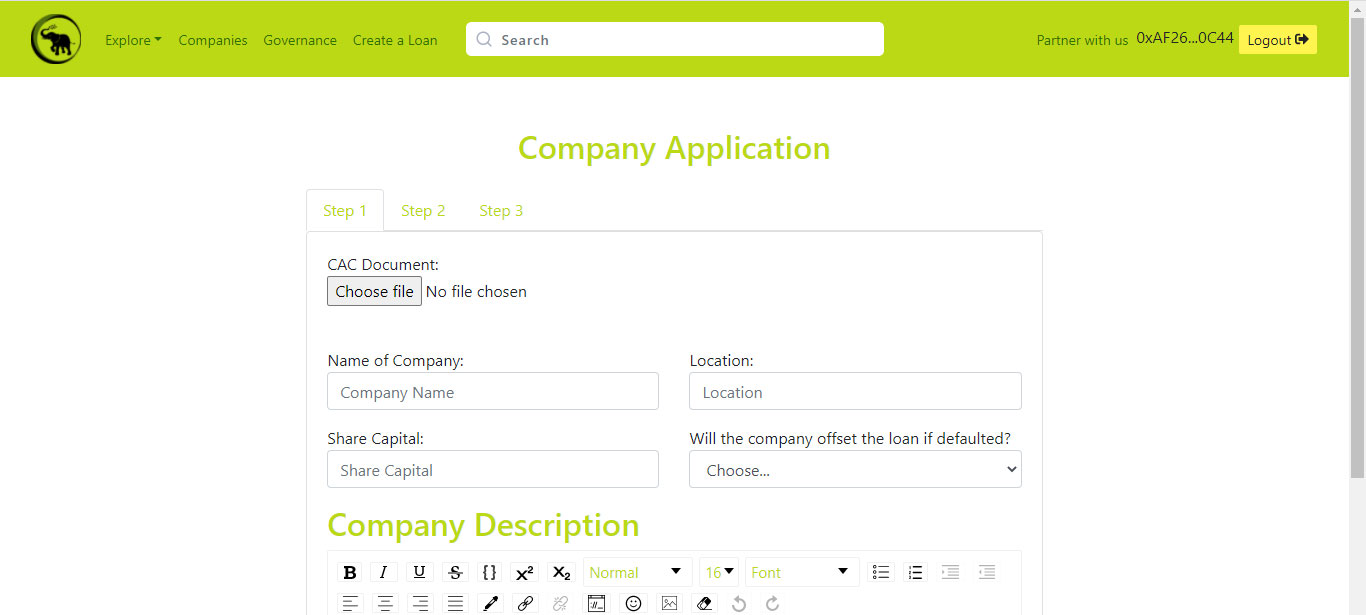 Explore Companies Governance Create a Loan Search Partner with us 0xAF26...0C44 Logout
Company Application
Step 1 Step 2 Step 3
CAC Document:
Choose file No file chosen
Name of Company: Location:
Company Name Location
Share Capital: Will the company offset the loan if defaulted?
Share Capital Choose...
Company Description
B I U S {} X² X₂ Normal 16 Font